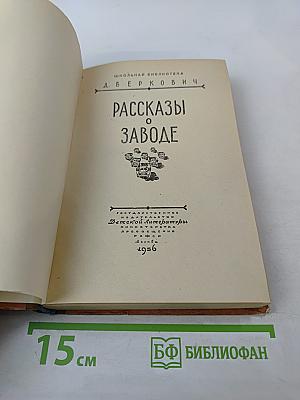 ШКОЛЬНАЯ БИБЛИОТЕКА
Д. БЕРКОВИЧ
РАССКАЗЫ
О
ЗАВОДЕ
ГОСУДАРСТВЕННОЕ
ИЗДАТЕЛЬСТВО
Детской Литературы
МИНИСТЕРСТВА
ПРОСВЕЩЕНИЯ
РСФСР
Москва
1956
15 см
БФ БИБЛИОФАН